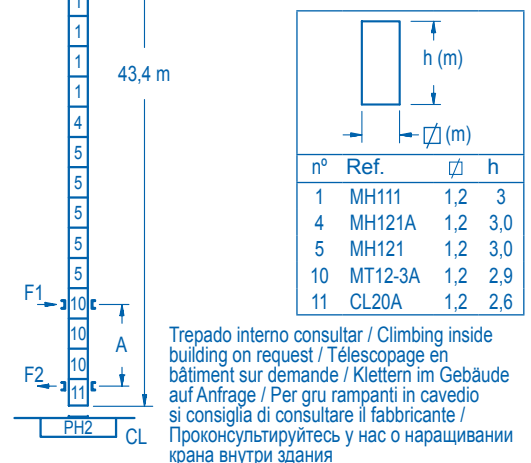 1
1
1
1
4
5
5
5
5
5
10
10
10
11
43,4 m
F1
F2
A
PH2
CL
h (m)
(m)
nº Ref. h
1 MH111 1,2 3
4 MH121A 1,2 3,0
5 MH121 1,2 3,0
10 MT12-3A 1,2 2,9
11 CL20A 1,2 2,6
Trepado interno consultar / Climbing inside
building on request / Télescopage en
bâtiment sur demande / Klettern im Gebäude
auf Anfrage / Per gru rampanti in cavedio
si consiglia di consultare il fabbricante /
Проконсультируйтесь у нас о наращивании
крана внутри здания